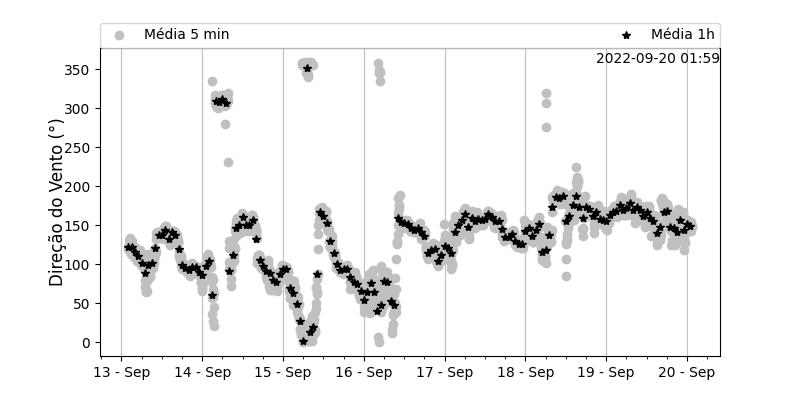 Média 5 min
Média 1h
2022-09-20 01:59
Direção do Vento (°)
350
300
250
200
150
100
50
0
13 - Sep
14 - Sep
15 - Sep
16 - Sep
17 - Sep
18 - Sep
19 - Sep
20 - Sep